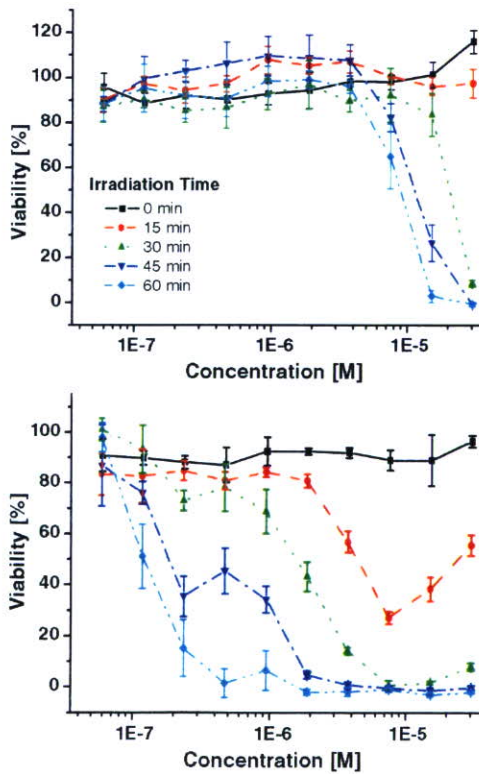 120
100
80
60
40
20
0
Viability [%]
Irradiation Time
0 min
15 min
30 min
45 min
60 min
1E-7
1E-6
1E-5
Concentration [M]
100
80
60
40
20
0
Viability [%]
1E-7
1E-6
1E-5
Concentration [M]